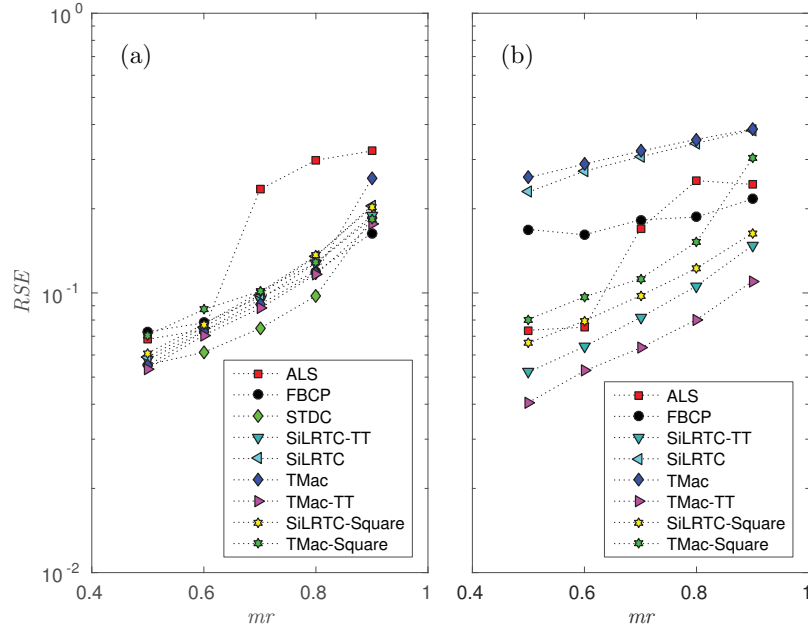 (a)
(b)
RSE
10^0
10^-1
10^-2
ALS
FBCP
STDC
SiLRTC-TT
SiLRTC
TMac
TMac-TT
SiLRTC-Square
TMac-Square
0.4 0.6 0.8 1
mr
ALS
FBCP
SiLRTC-TT
SiLRTC
TMac
TMac-TT
SiLRTC-Square
TMac-Square
0.4 0.6 0.8 1
mr